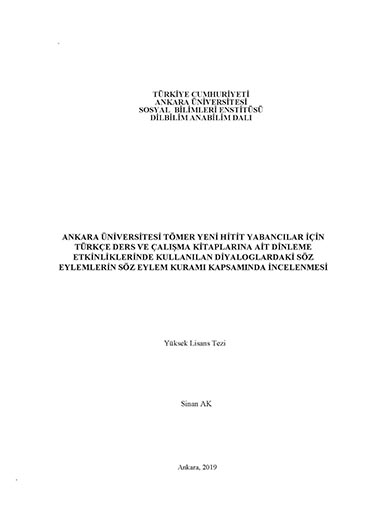 TÜRKİYE CUMHURİYETİ
ANKARA ÜNİVERSİTESİ
SOSYAL BİLİMLERİ ENSTİTÜSÜ
DİLBİLİM ANABİLİM DALI
ANKARA ÜNİVERSİTESİ TÖMER YENİ HİTİT YABANCILAR İÇİN
TÜRKÇE DERS VE ÇALIŞMA KİTAPLARINA AİT DİNLEME
ETKİNLİKLERİNDE KULLANILAN DİYALOGLARDAKİ SÖZ
EYLEMLERİN SÖZ EYLEM KURAMI KAPSAMINDA İNCELENMESİ
Yüksek Lisans Tezi
Sinan AK
Ankara, 2019